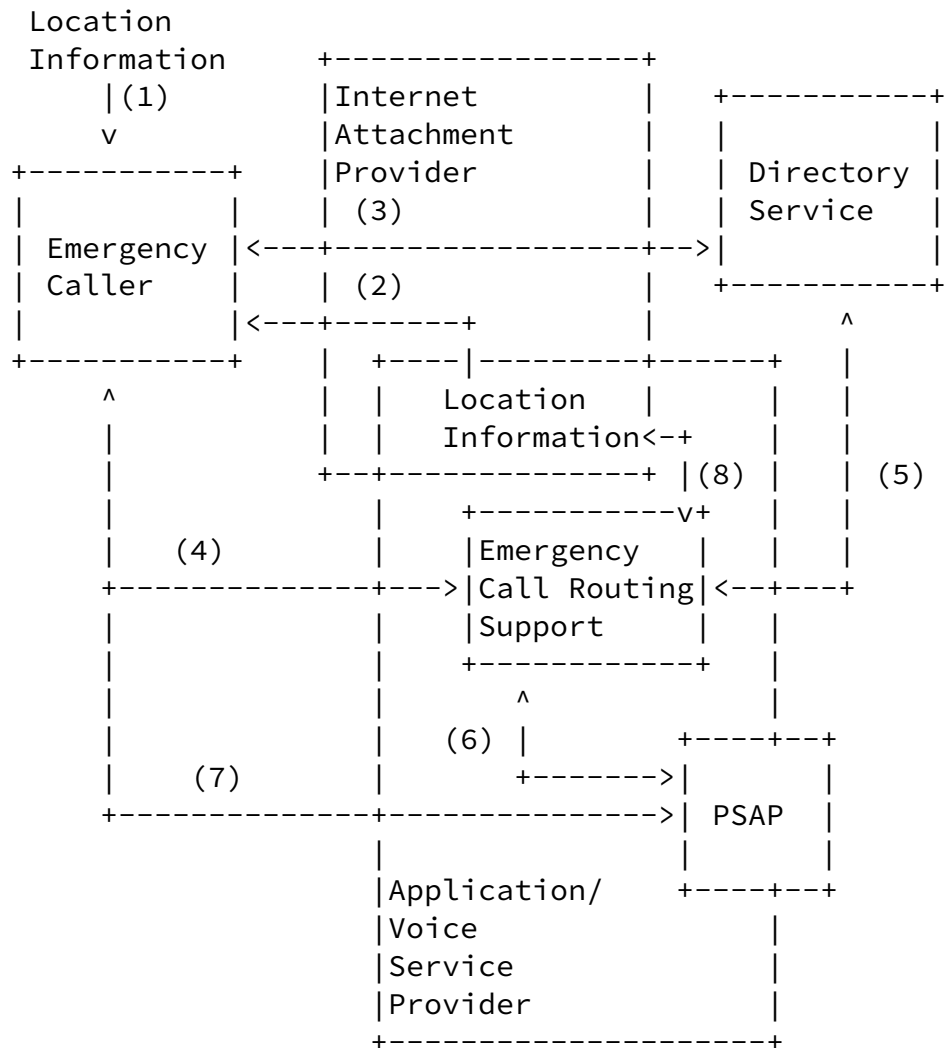 Location
Information
(1)
Internet
Attachment
Provider
(3)
Directory
Service
Emergency
Caller
(2)
Location
Information
(8)
(5)
(4)
Emergency
Call Routing
Support
(6)
(7)
PSAP
Application/
Voice
Service
Provider